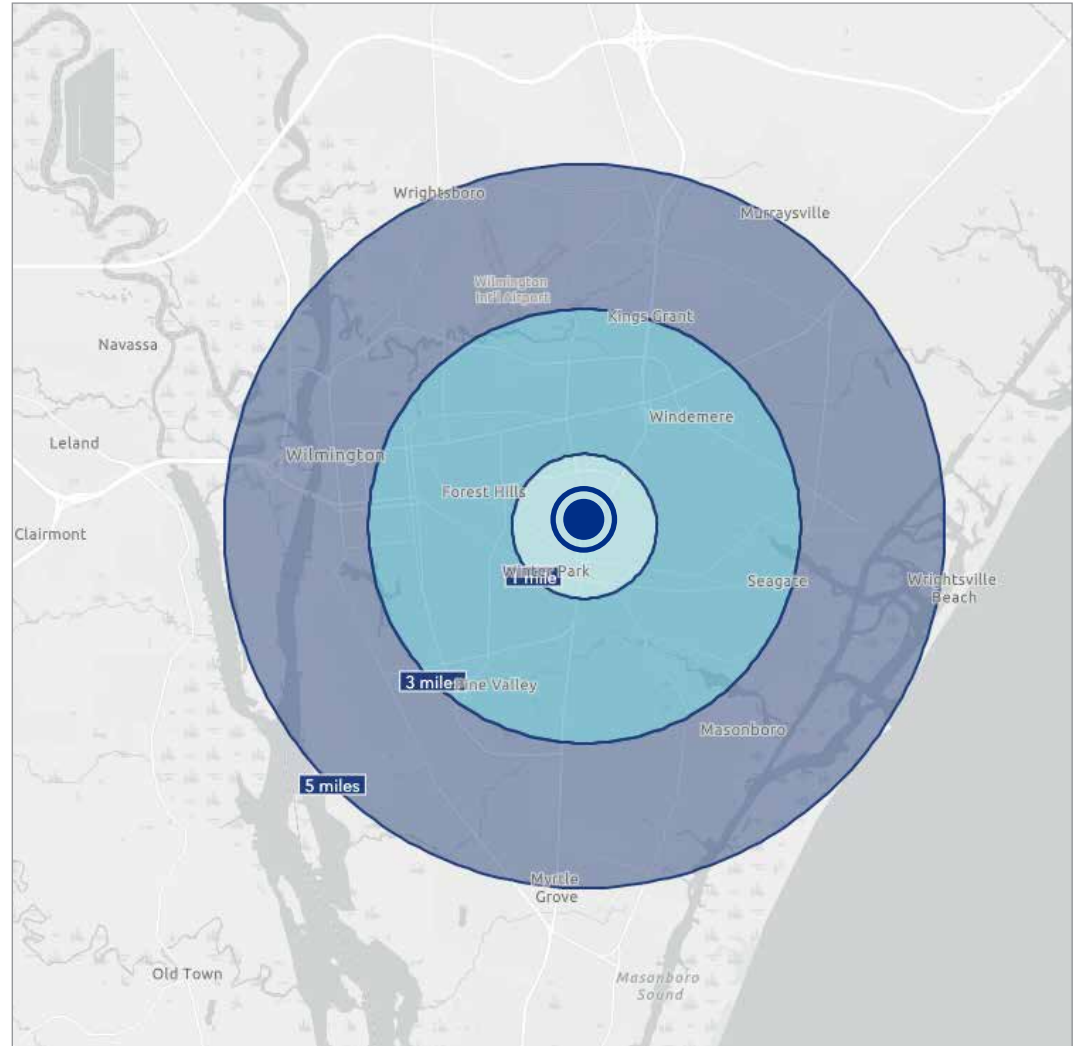 Wrightsboro
Murraysville
Wilmington
Int'l Airport
Kings Grant
Navassa
Windemere
Leland
Wilmington
Forest Hills
Clairmont
Winter Park
1 mile
Seagate
Wrightsville
Beach
3 miles
Pine Valley
Masonboro
5 miles
Myrtle
Grove
Old Town
Masonboro
Sound